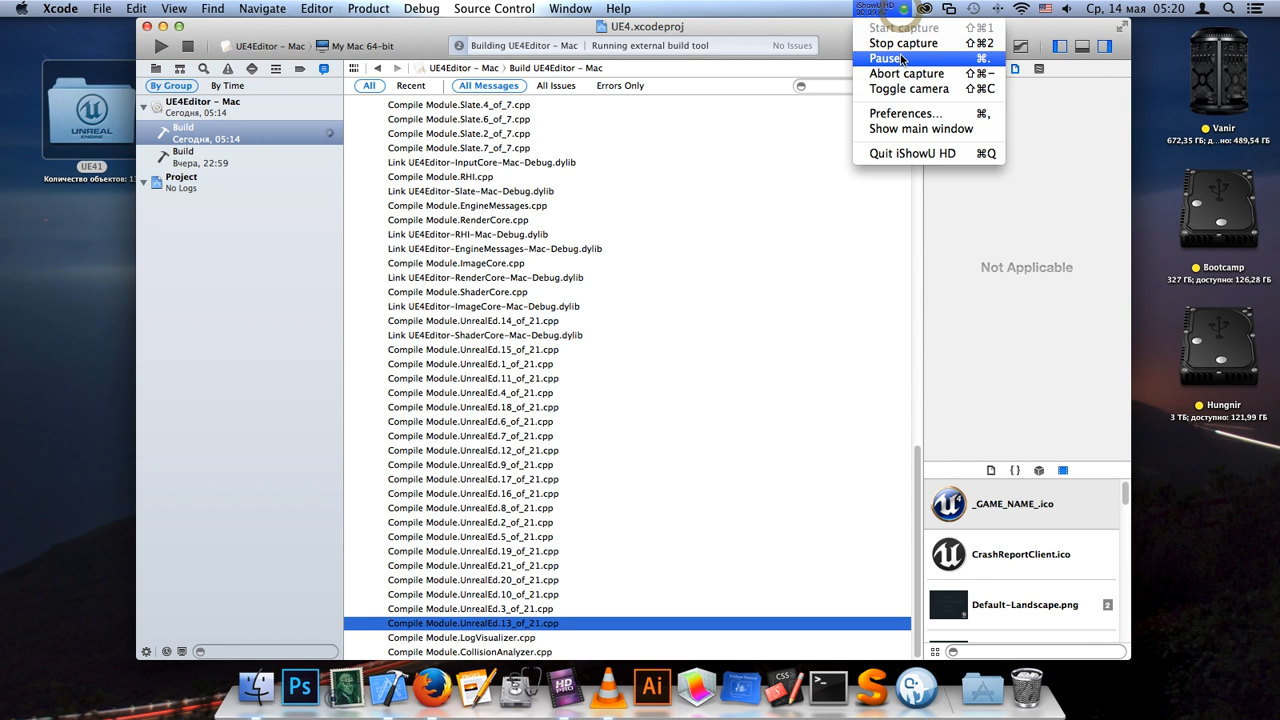 Xcode File Edit View Find Navigate Editor Product Debug Source Control Window Help
iShowU HD
Ср, 14 мая 05:20
UE4.xcodeproj
UE4Editor – Mac My Mac 64-bit
2 Building UE4Editor – Mac | Running external build tool No Issues
UE4Editor – Mac Build UE4Editor – Mac
By Group By Time
All Recent All Messages All Issues Errors Only
UE4Editor – Mac
Сегодня, 05:14
Build
Сегодня, 05:14
Build
Вчера, 22:59
Project
No Logs
Compile Module.Slate.4_of_7.cpp
Compile Module.Slate.6_of_7.cpp
Compile Module.Slate.2_of_7.cpp
Compile Module.Slate.7_of_7.cpp
Link UE4Editor-InputCore-Mac-Debug.dylib
Compile Module.RHI.cpp
Link UE4Editor-Slate-Mac-Debug.dylib
Compile Module.EngineMessages.cpp
Compile Module.RenderCore.cpp
Link UE4Editor-RHI-Mac-Debug.dylib
Link UE4Editor-EngineMessages-Mac-Debug.dylib
Compile Module.ImageCore.cpp
Link UE4Editor-RenderCore-Mac-Debug.dylib
Compile Module.ShaderCore.cpp
Link UE4Editor-ImageCore-Mac-Debug.dylib
Compile Module.UnrealEd.14_of_21.cpp
Link UE4Editor-ShaderCore-Mac-Debug.dylib
Compile Module.UnrealEd.15_of_21.cpp
Compile Module.UnrealEd.1_of_21.cpp
Compile Module.UnrealEd.11_of_21.cpp
Compile Module.UnrealEd.4_of_21.cpp
Compile Module.UnrealEd.18_of_21.cpp
Compile Module.UnrealEd.6_of_21.cpp
Compile Module.UnrealEd.7_of_21.cpp
Compile Module.UnrealEd.12_of_21.cpp
Compile Module.UnrealEd.9_of_21.cpp
Compile Module.UnrealEd.17_of_21.cpp
Compile Module.UnrealEd.16_of_21.cpp
Compile Module.UnrealEd.8_of_21.cpp
Compile Module.UnrealEd.2_of_21.cpp
Compile Module.UnrealEd.5_of_21.cpp
Compile Module.UnrealEd.19_of_21.cpp
Compile Module.UnrealEd.21_of_21.cpp
Compile Module.UnrealEd.20_of_21.cpp
Compile Module.UnrealEd.10_of_21.cpp
Compile Module.UnrealEd.3_of_21.cpp
Compile Module.UnrealEd.13_of_21.cpp
Compile Module.LogVisualizer.cpp
Compile Module.CollisionAnalyzer.cpp
Start capture ⇧⌘1
Stop capture ⇧⌘2
Pause ⌘.
Abort capture ⇧⌘–
Toggle camera ⇧⌘C
Preferences... ⌘,
Show main window
Quit iShowU HD ⌘Q
Not Applicable
_GAME_NAME_.ico
CrashReportClient.ico
Default-Landscape.png 2
UNREAL
ENGINE
UE41
Количество объектов:
Vanir
672,35 ГБ; д...но: 489,54 ГБ
Bootcamp
327 ГБ; доступно: 126,28 ГБ
Hungnir
3 ТБ; доступно: 121,99 ГБ
Ps
HD
PRO
Ai
CSS
S